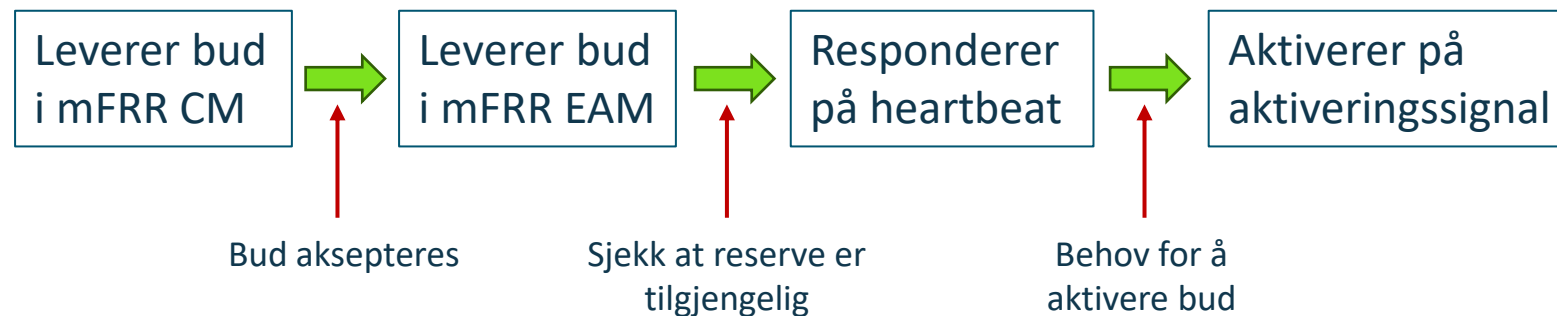 Leverer bud
i mFRR CM
Leverer bud
i mFRR EAM
Responderer
på heartbeat
Aktiverer på
aktiveringssignal
Bud aksepteres
Sjekk at reserve er
tilgjengelig
Behov for å
aktivere bud